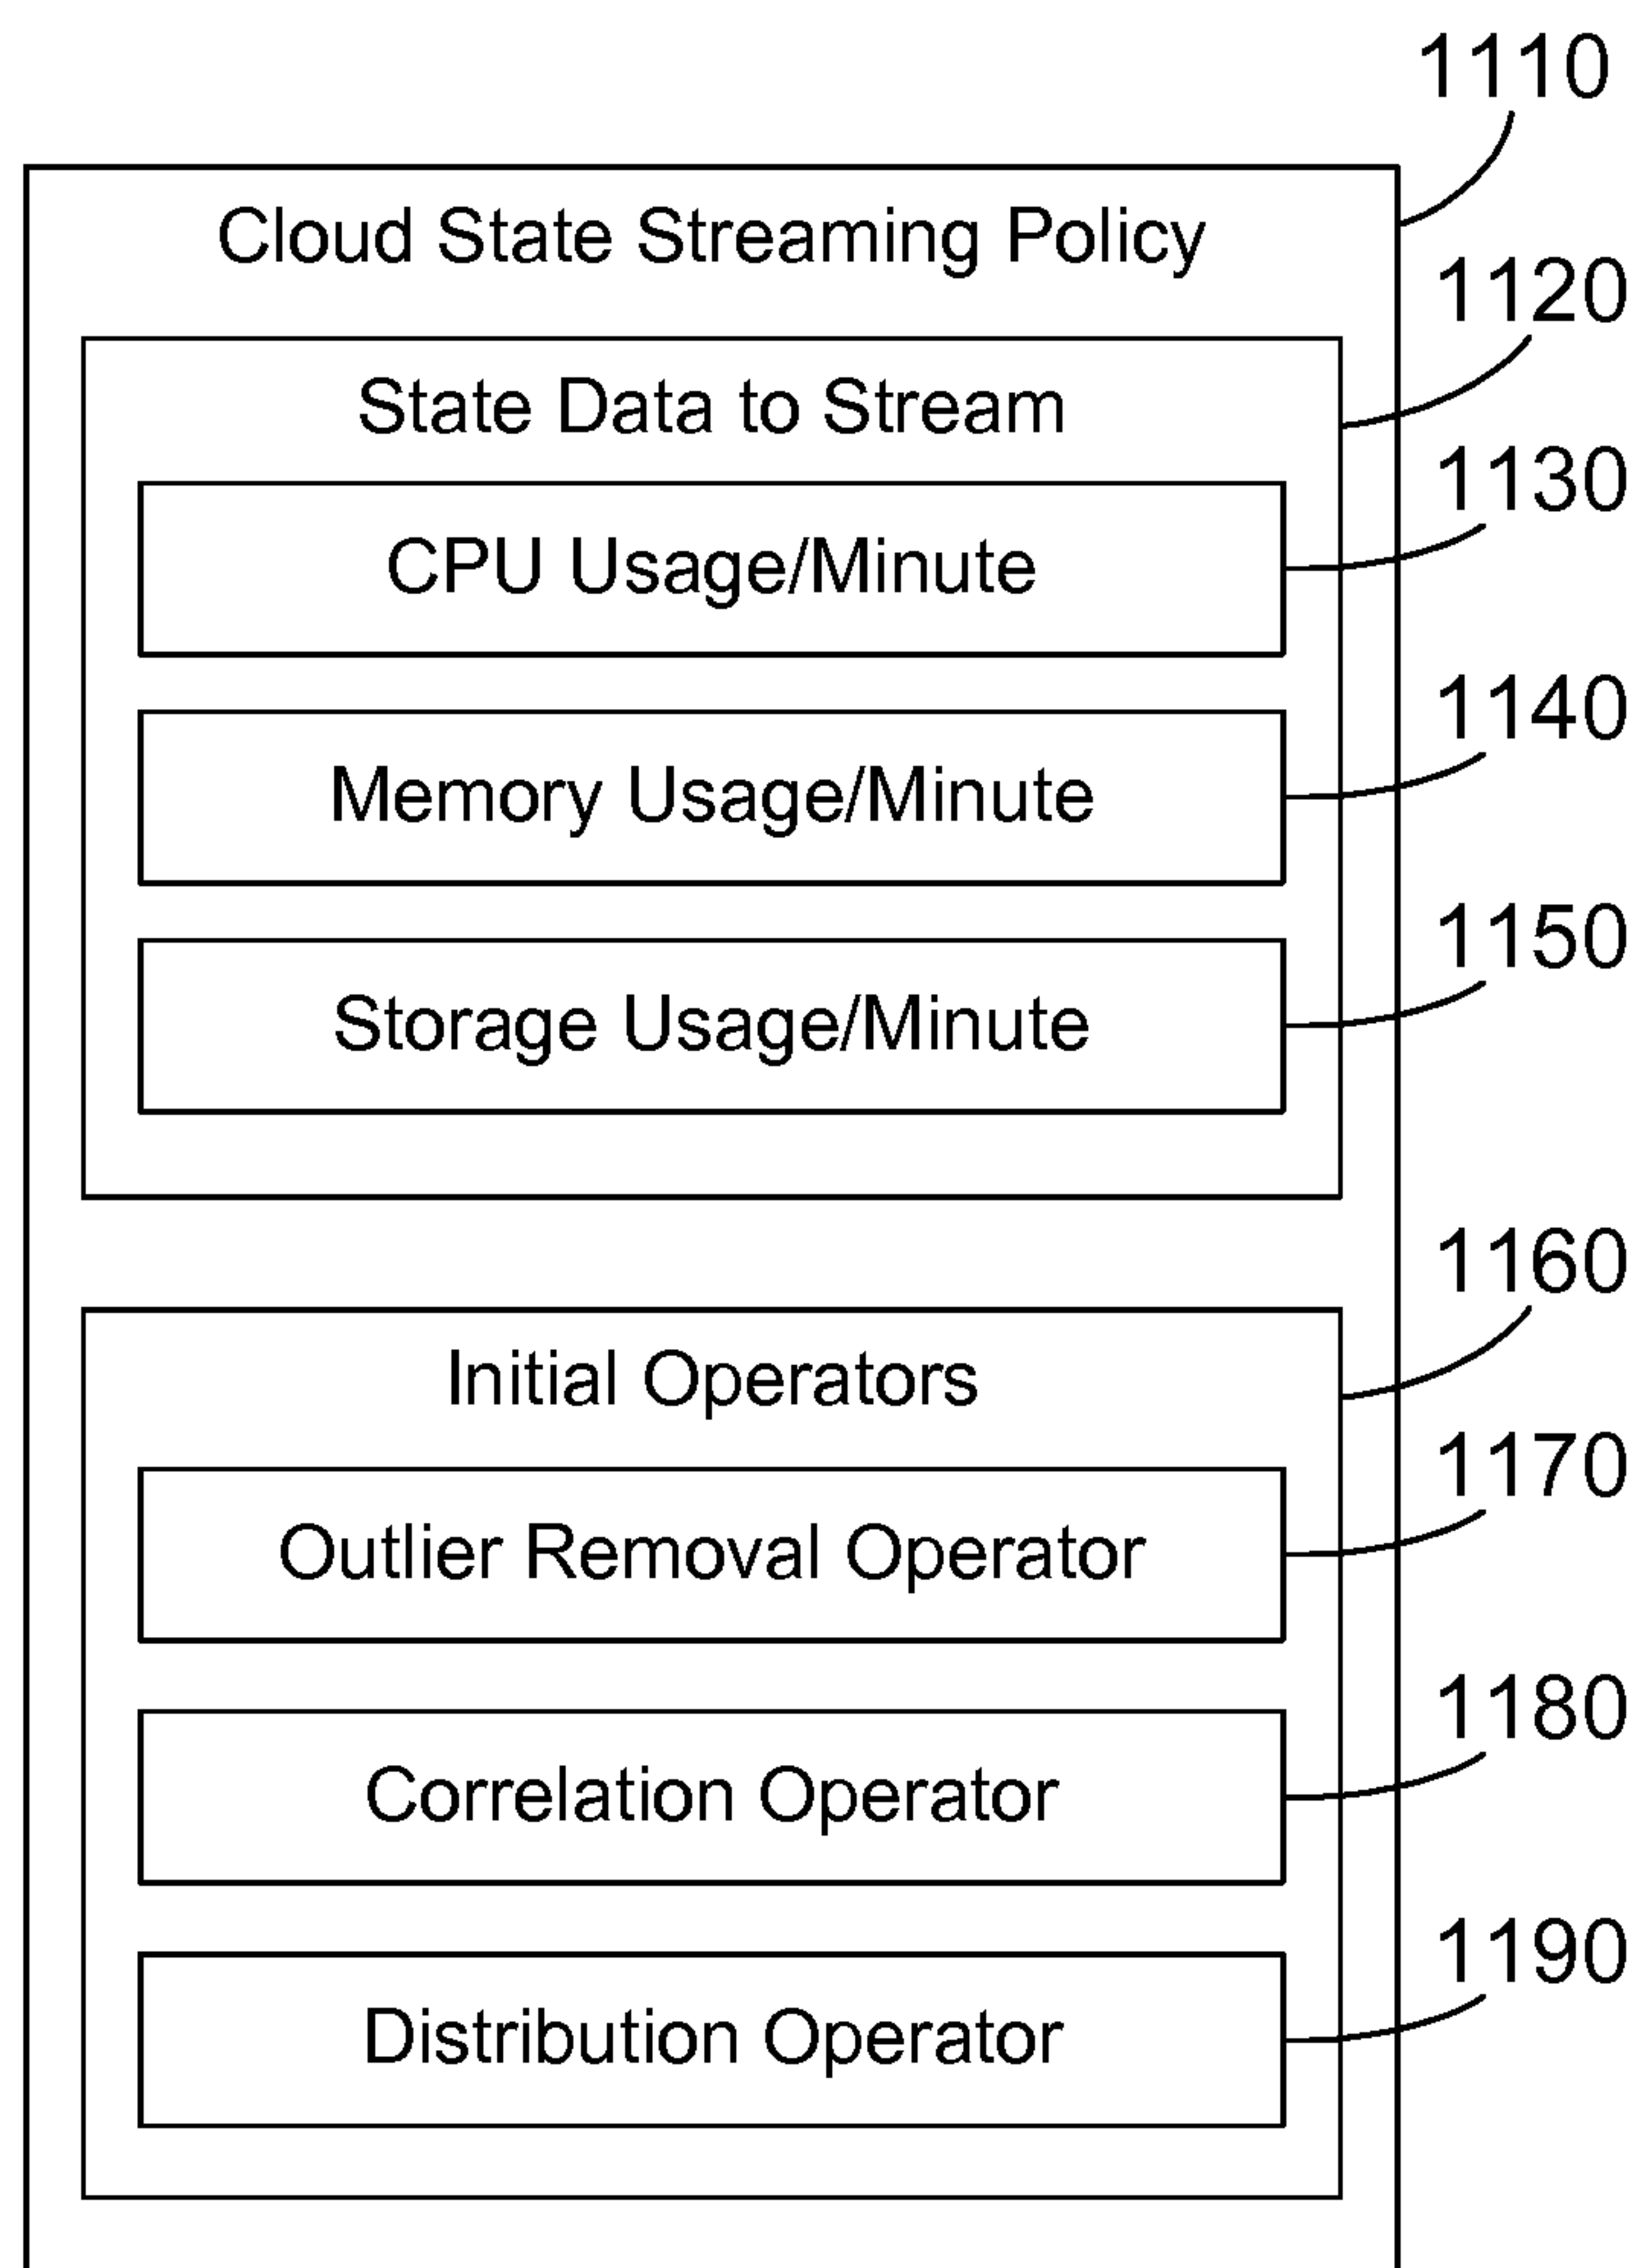 1110
Cloud State Streaming Policy
1120
State Data to Stream
1130
CPU Usage/Minute
1140
Memory Usage/Minute
1150
Storage Usage/Minute
1160
Initial Operators
1170
Outlier Removal Operator
1180
Correlation Operator
1190
Distribution Operator